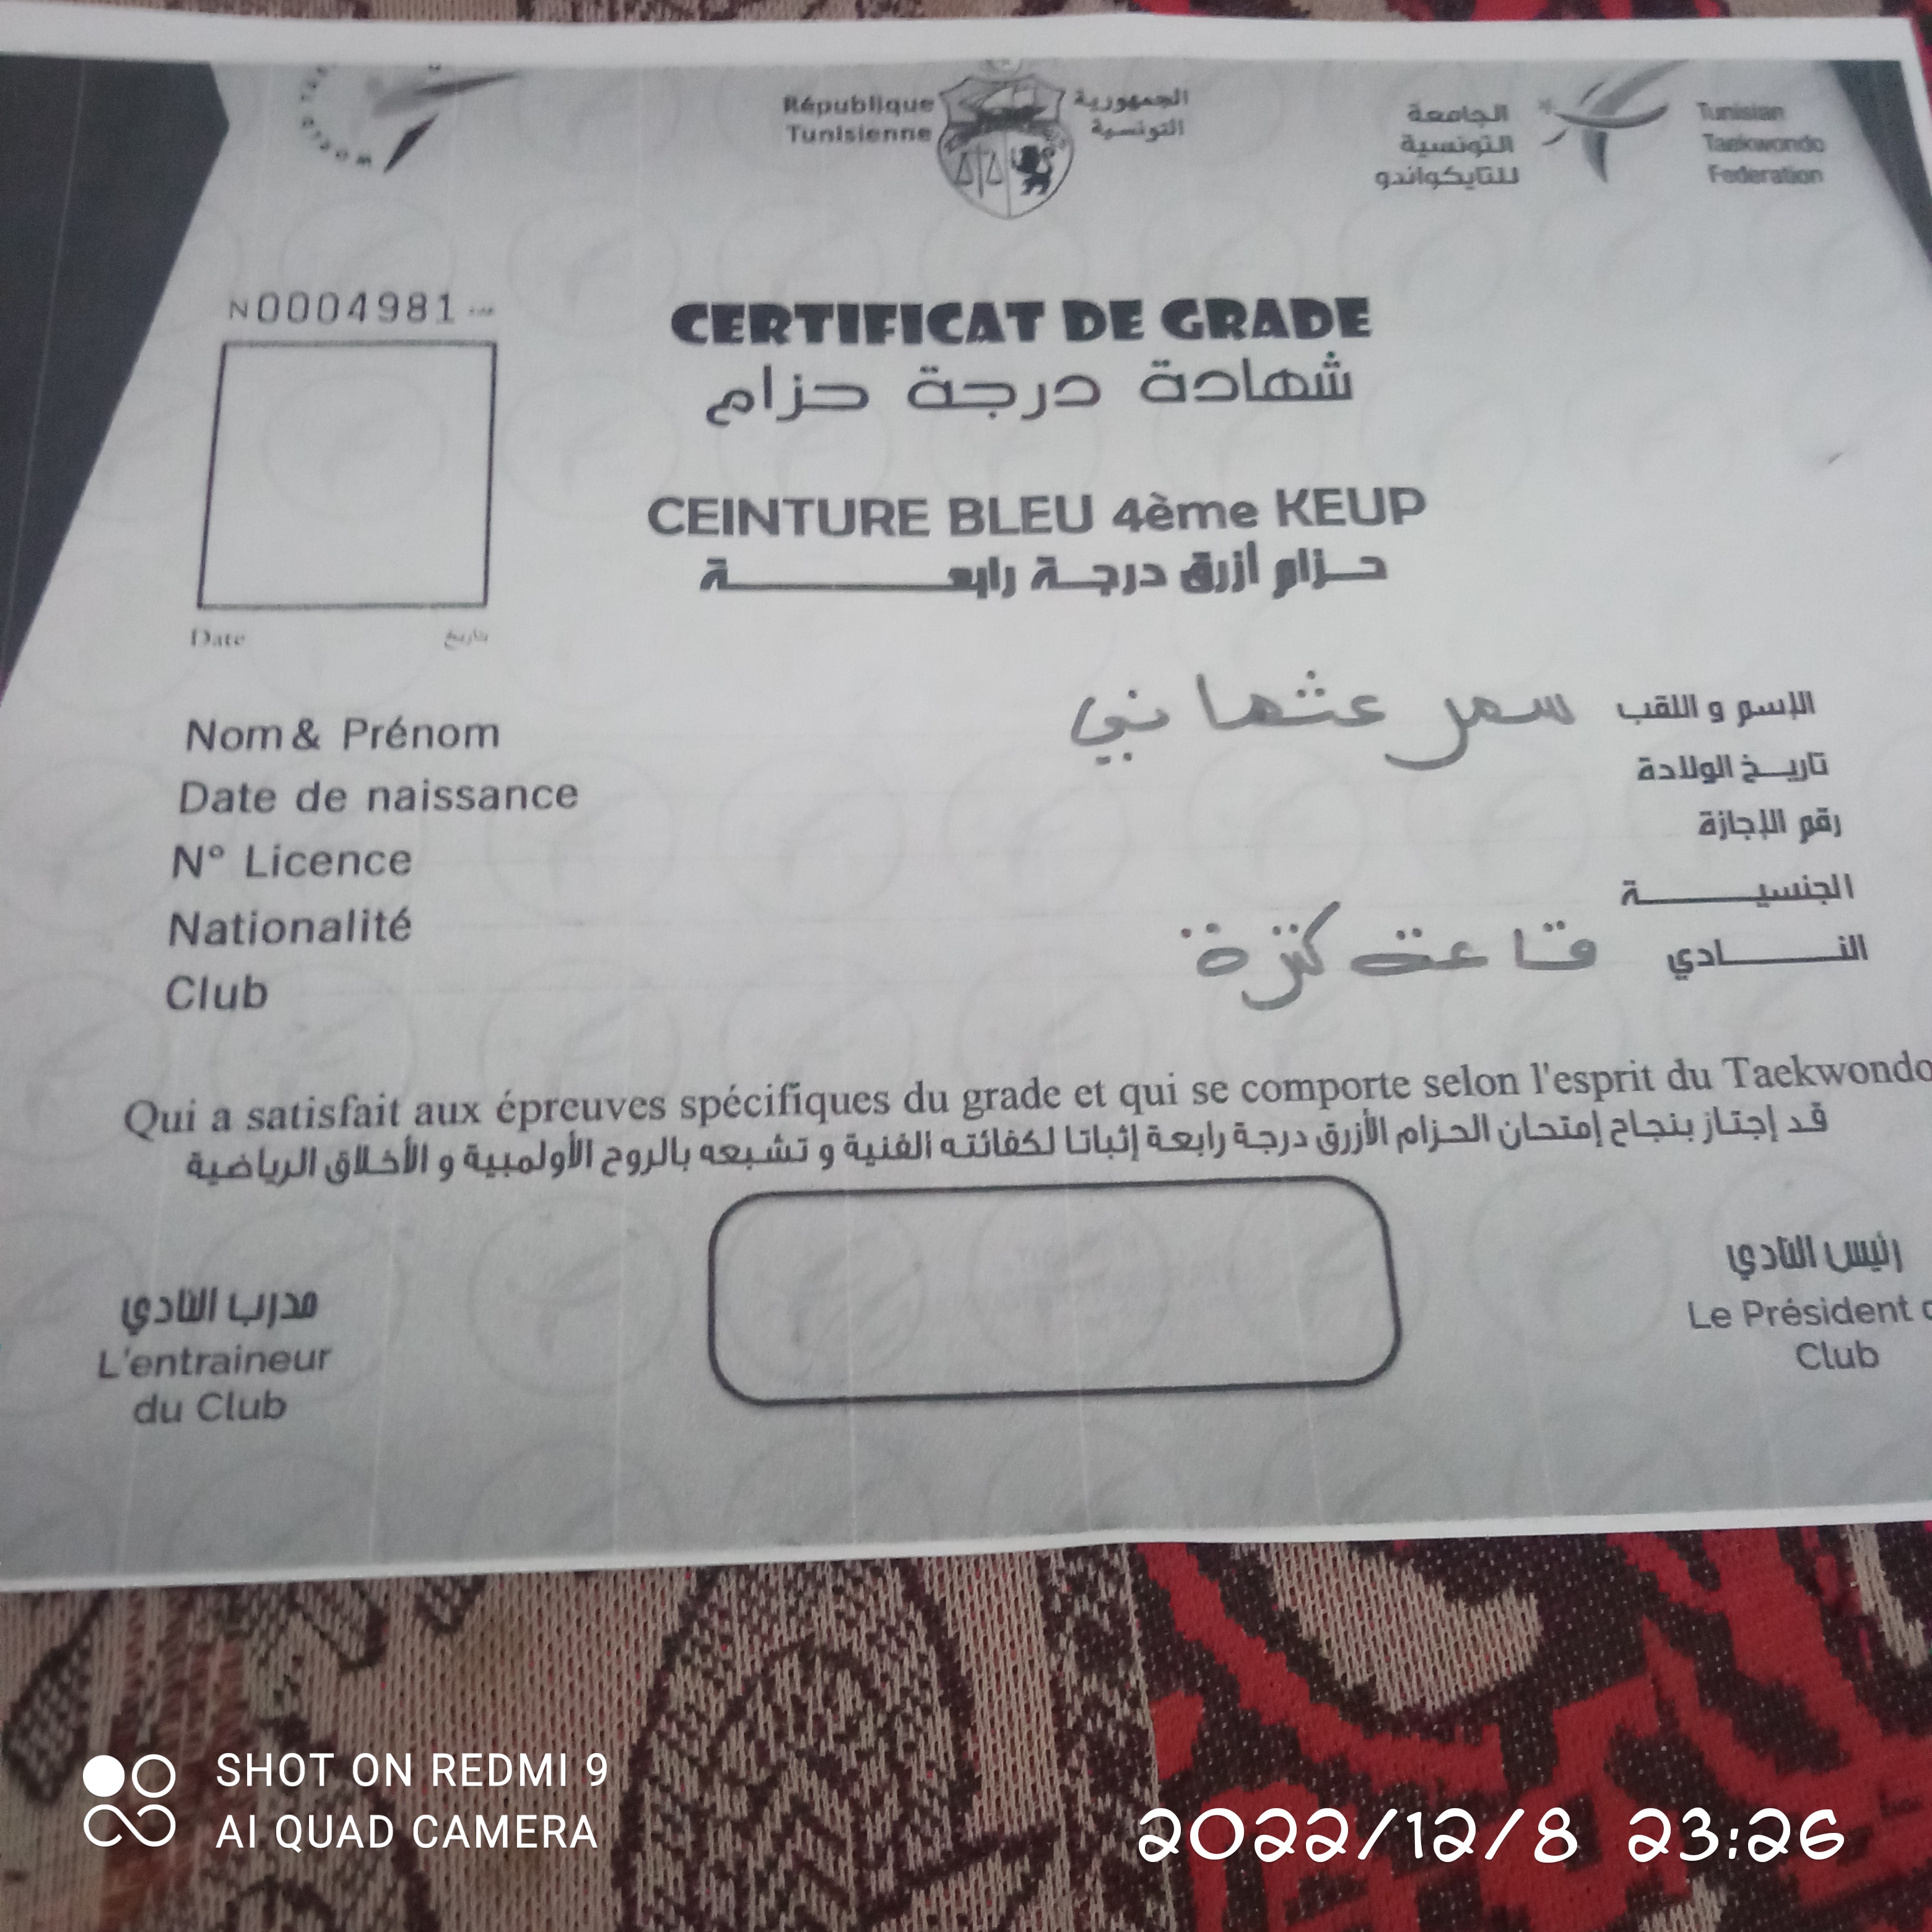 République
Tunisienne
الجمهورية
التونسية
الجامعة
التونسية
للتايكواندو
Tunisian
Taekwondo
Federation
N0004981
CERTIFICAT DE GRADE
شهادة درجة حزام
CEINTURE BLEU 4ème KEUP
حزام أزرق درجة رابعة
Date تاريخ
Nom & Prénom سمر عثماني الإسم و اللقب
Date de naissance تاريخ الولادة
N° Licence رقم الإجازة
Nationalité الجنسية
Club قاعة كنزة النادي
Qui a satisfait aux épreuves spécifiques du grade et qui se comporte selon l'esprit du Taekwondo
قد إجتاز بنجاح إمتحان الحزام الأزرق درجة رابعة إثباتا لكفائته الفنية و تشبعه بالروح الأولمبية و الأخلاق الرياضية
مدرب النادي
L'entraineur
du Club
رئيس النادي
Le Président
Club
SHOT ON REDMI 9
AI QUAD CAMERA
2022/12/8 23:26